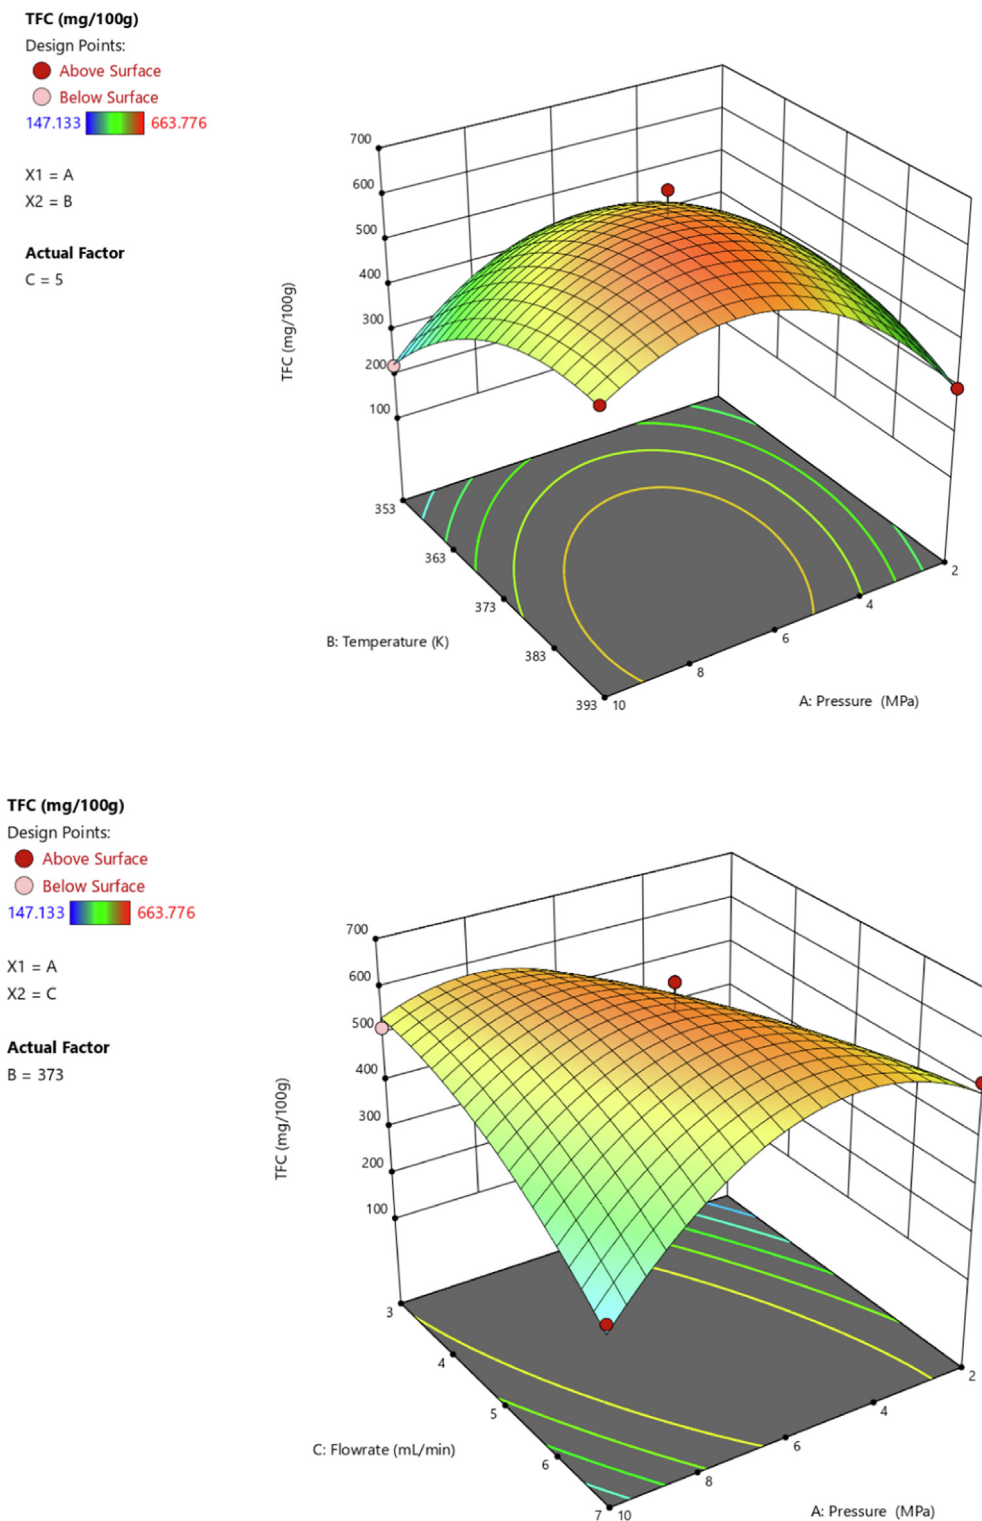 TFC (mg/100g)
Design Points:
Above Surface
Below Surface
147.133 663.776
X1 = A
X2 = B
Actual Factor
C = 5
700
600
500
400
300
200
100
TFC (mg/100g)
353
363
373
383
393
10
8
6
4
2
B: Temperature (K)
A: Pressure (MPa)
TFC (mg/100g)
Design Points:
Above Surface
Below Surface
147.133 663.776
X1 = A
X2 = C
Actual Factor
B = 373
700
600
500
400
300
200
100
TFC (mg/100g)
3
4
5
6
7
10
8
6
4
2
C: Flowrate (mL/min)
A: Pressure (MPa)